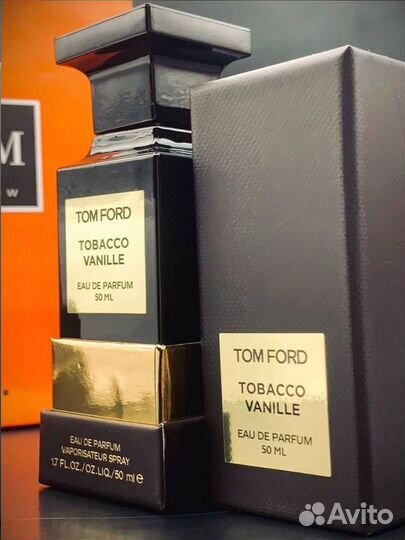 M
W
TOM FORD
TOBACCO
VANILLE
EAU DE PARFUM
50 ML
EAU DE PARFUM
VAPORISATEUR SPRAY
1.7 FL.OZ./OZ.LIQ./50 ml e
TOM FORD
TOBACCO
VANILLE
EAU DE PARFUM
50 ML
Avito